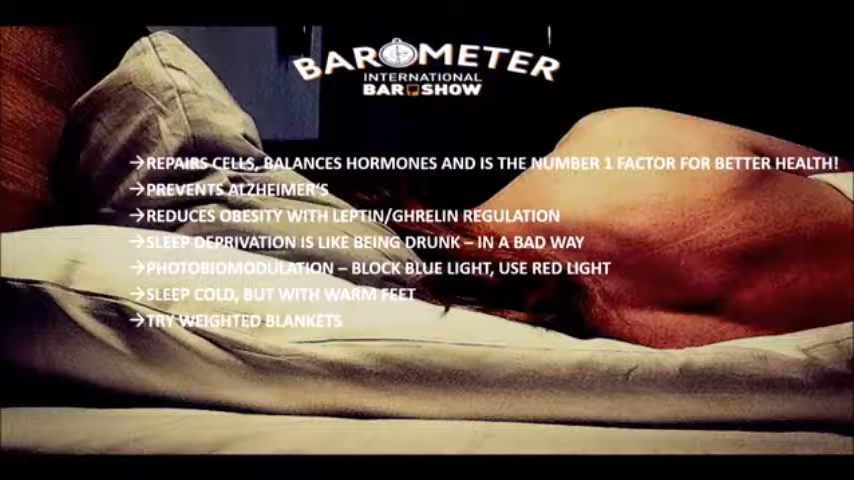 BAROMETER
INTERNATIONAL
BAR SHOW
→REPAIRS CELLS, BALANCES HORMONES AND IS THE NUMBER 1 FACTOR FOR BETTER HEALTH!
→PREVENTS ALZHEIMER'S
→REDUCES OBESITY WITH LEPTIN/GHRELIN REGULATION
→SLEEP DEPRIVATION IS LIKE BEING DRUNK – IN A BAD WAY
→PHOTOBIOMODULATION – BLOCK BLUE LIGHT, USE RED LIGHT
→SLEEP COLD, BUT WITH WARM FEET
→TRY WEIGHTED BLANKETS